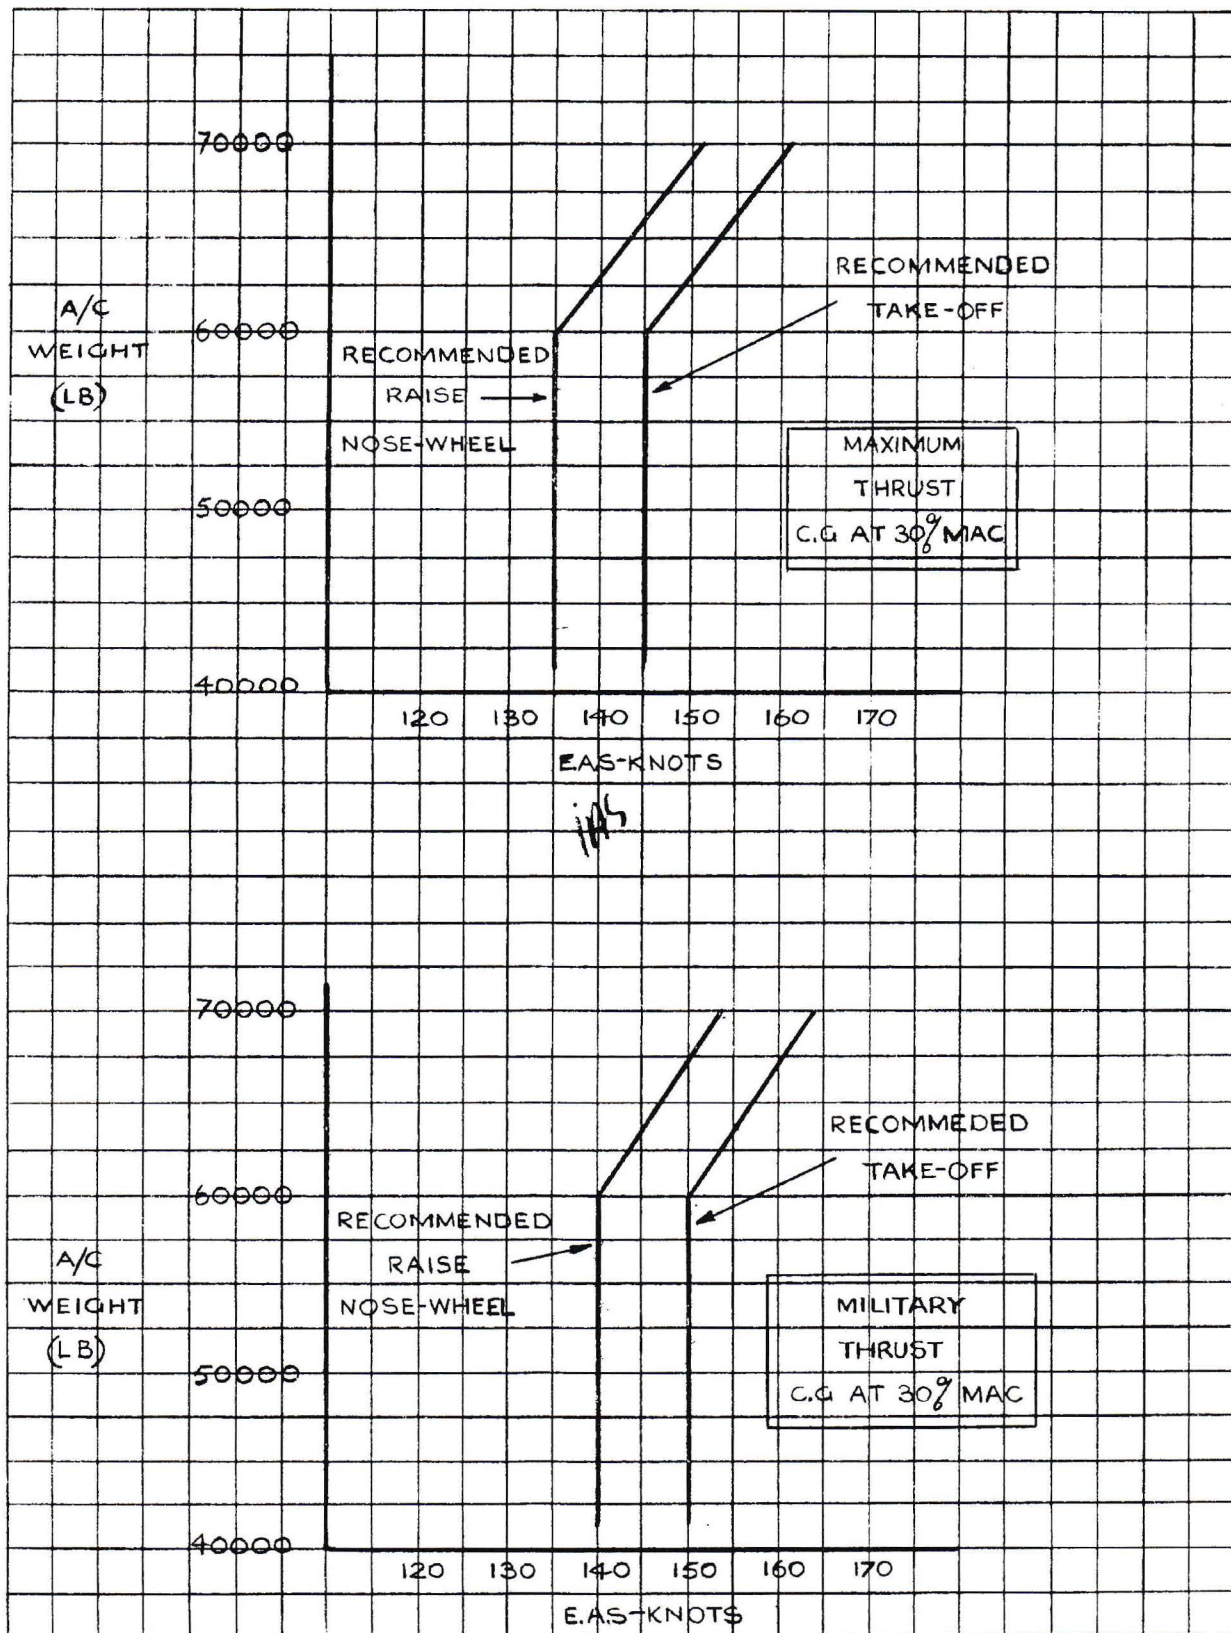 70000
RECOMMENDED
TAKE-OFF
A/C
WEIGHT
(LB)
60000
RECOMMENDED
RAISE
NOSE-WHEEL
MAXIMUM
THRUST
C.G AT 30% MAC
50000
40000
120 130 140 150 160 170
EAS-KNOTS
IAS
70000
RECOMMEDED
TAKE-OFF
60000
RECOMMENDED
RAISE
NOSE-WHEEL
A/C
WEIGHT
(LB)
MILITARY
THRUST
C.G AT 30% MAC
50000
40000
120 130 140 150 160 170
E.A.S-KNOTS